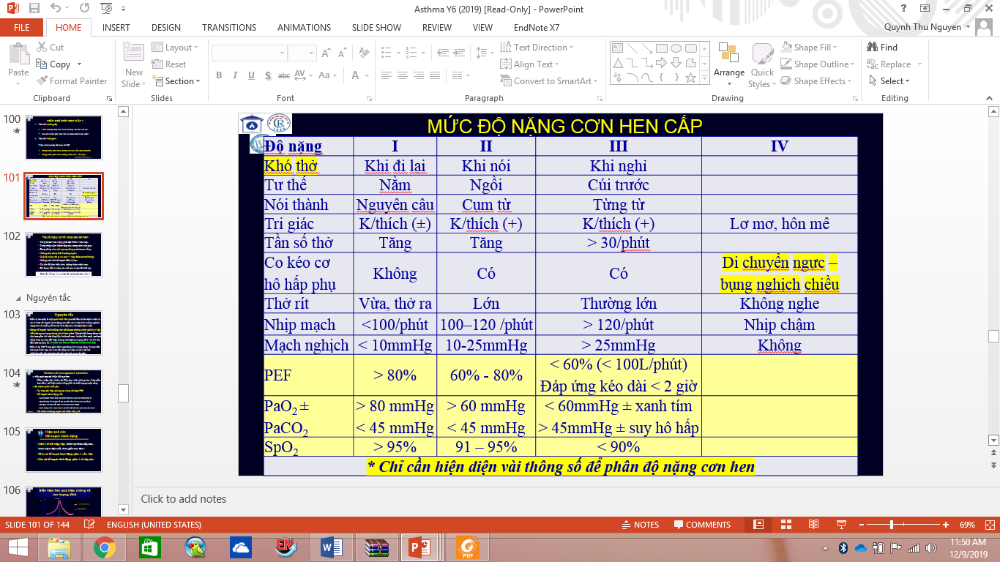 Asthma Y6 (2019) [Read-Only] - PowerPoint
FILE HOME INSERT DESIGN TRANSITIONS ANIMATIONS SLIDE SHOW REVIEW VIEW EndNote X7 Quynh Thu Nguyen
Paste Cut Copy Format Painter
New Slide Layout Reset Section
Text Direction Align Text Convert to SmartArt
Arrange Quick Styles Shape Fill Shape Outline Shape Effects
Find Replace Select
Clipboard Slides Font Paragraph Drawing Editing
100
101
102
Nguyên tắc
103
104
105
106
MỨC ĐỘ NẶNG CƠN HEN CẤP
Độ nặng I II III IV
Khó thở Khi đi lại Khi nói Khi nghỉ
Tư thế Nằm Ngồi Cúi trước
Nói thành Nguyên câu Cụm từ Từng từ
Tri giác K/thích (±) K/thích (+) K/thích (+) Lơ mơ, hôn mê
Tần số thở Tăng Tăng > 30/phút
Co kéo cơ hô hấp phụ Không Có Có Di chuyển ngực – bụng nghịch chiều
Thở rít Vừa, thở ra Lớn Thường lớn Không nghe
Nhịp mạch <100/phút 100–120 /phút > 120/phút Nhịp chậm
Mạch nghịch < 10mmHg 10-25mmHg > 25mmHg Không
PEF > 80% 60% - 80% < 60% (< 100L/phút) Đáp ứng kéo dài < 2 giờ
PaO2 ± > 80 mmHg > 60 mmHg < 60mmHg ± xanh tím
PaCO2 < 45 mmHg < 45 mmHg > 45mmHg ± suy hô hấp
SpO2 > 95% 91 – 95% < 90%
* Chỉ cần hiện diện vài thông số để phân độ nặng cơn hen
Click to add notes
SLIDE 101 OF 144 ENGLISH (UNITED STATES) NOTES COMMENTS 69%
11:50 AM
12/9/2019